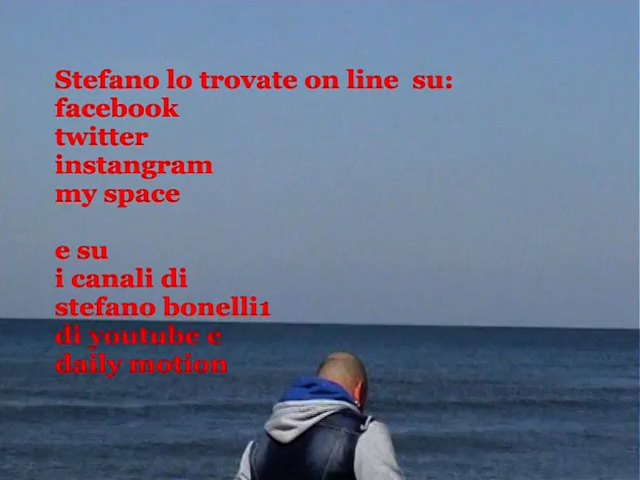 Stefano lo trovate on line su:
facebook
twitter
instangram
my space
e su
i canali di
stefano bonelli1
di youtube e
daily motion